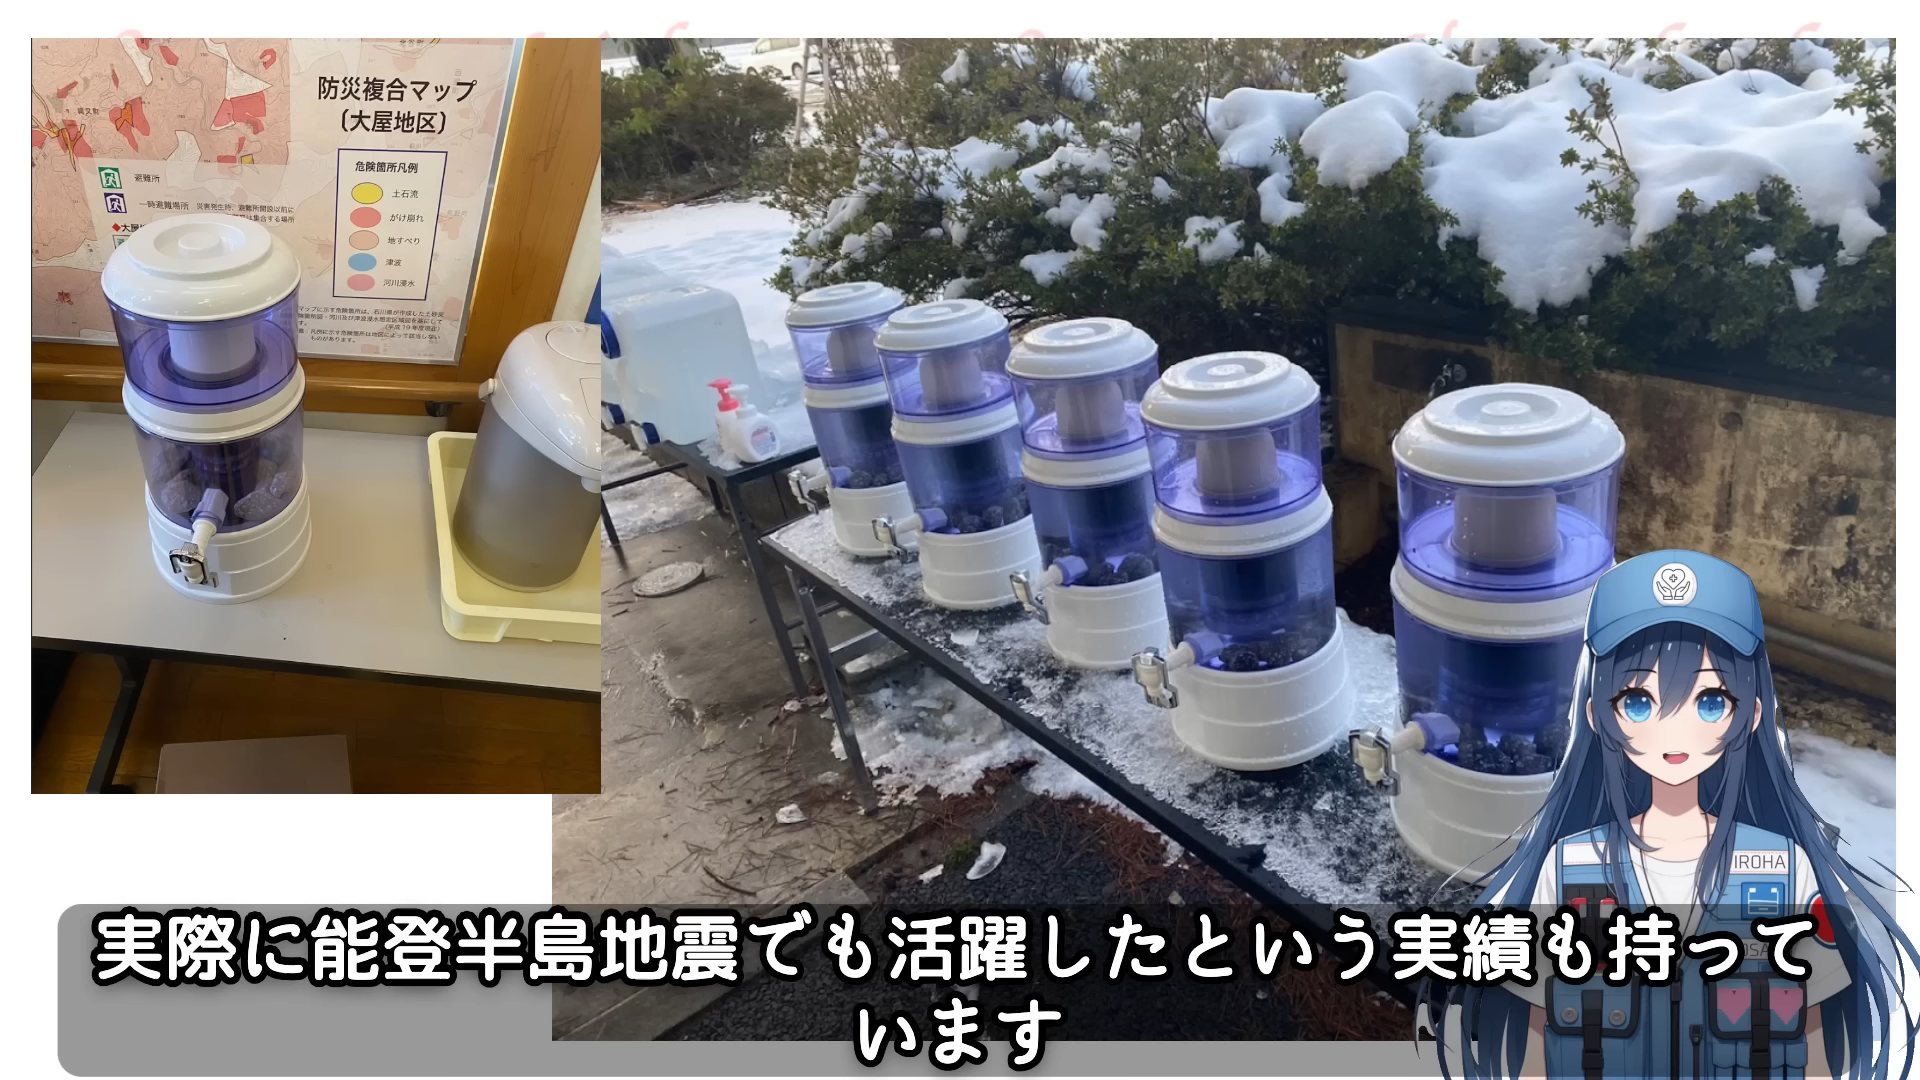 防災複合マップ
〔大屋地区〕
危険箇所凡例
土石流
がけ崩れ
地すべり
津波
河川浸水
避難所
一時避難場所
実際に能登半島地震でも活躍したという実績も持って
います
IROHA